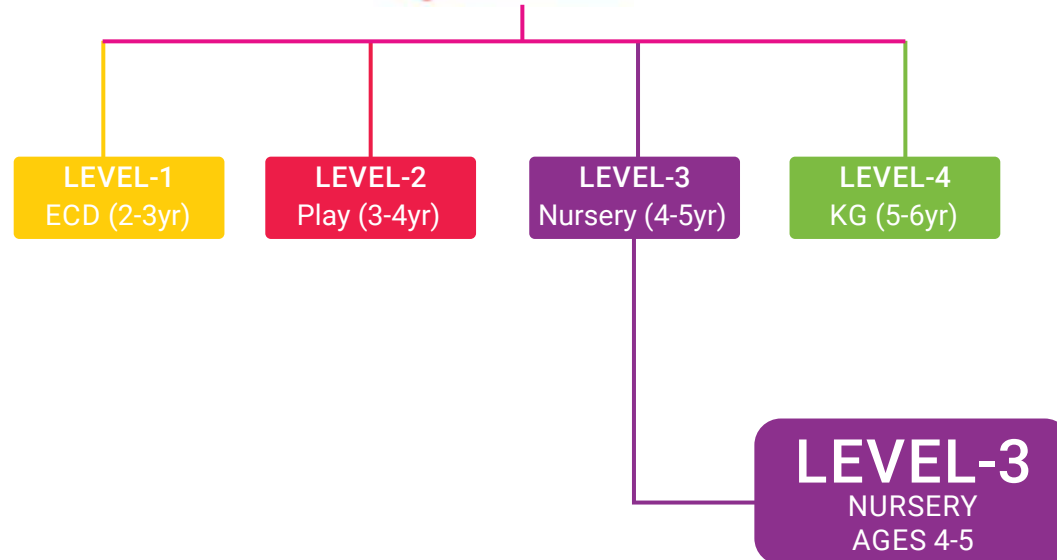 LEVEL-1
ECD (2-3yr)
LEVEL-2
Play (3-4yr)
LEVEL-3
Nursery (4-5yr)
LEVEL-4
KG (5-6yr)
LEVEL-3
NURSERY
AGES 4-5